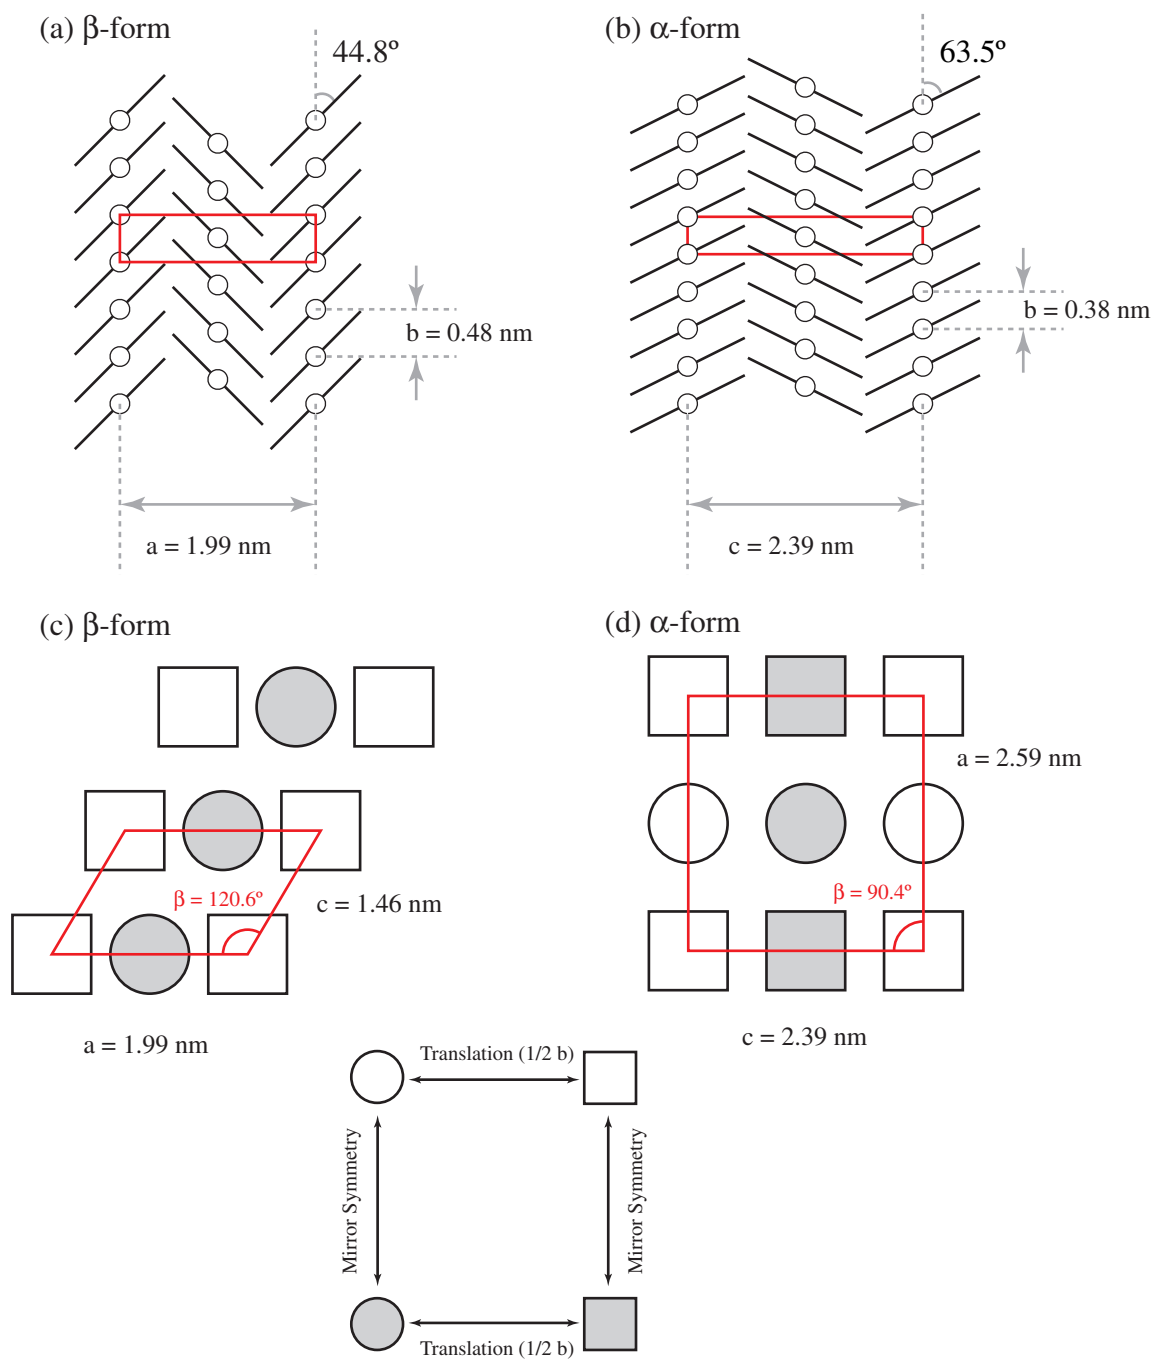 (a) β-form
44.8º
b = 0.48 nm
a = 1.99 nm
(b) α-form
63.5º
b = 0.38 nm
c = 2.39 nm
(c) β-form
β = 120.6º
c = 1.46 nm
a = 1.99 nm
(d) α-form
a = 2.59 nm
β = 90.4º
c = 2.39 nm
Translation (1/2 b)
Mirror Symmetry
Mirror Symmetry
Translation (1/2 b)